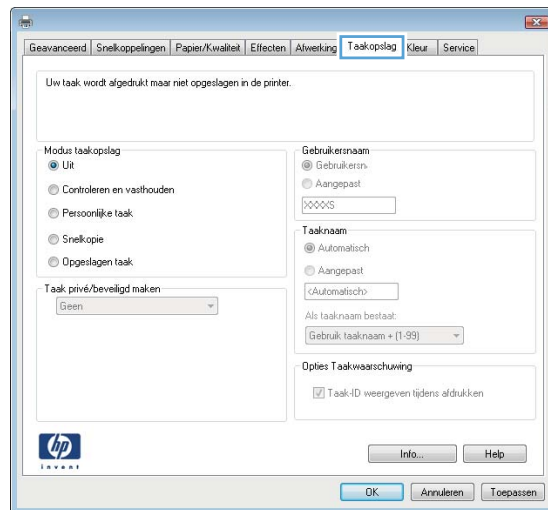 Geavanceerd Snelkoppelingen Papier/Kwaliteit Effecten Afwerking Taakopslag Kleur Service
Uw taak wordt afgedrukt maar niet opgeslagen in de printer.
Modus taakopslag
Uit
Controleren en vasthouden
Persoonlijke taak
Snelkopie
Opgeslagen taak
Taak privé/beveiligd maken
Geen
Gebruikersnaam
Gebruikersn
Aangepast
XXXXS
Taaknaam
Automatisch
Aangepast
<Automatisch>
Als taaknaam bestaat:
Gebruik taaknaam + (1-99)
Opties Taakwaarschuwing
Taak-ID weergeven tijdens afdrukken
hp
invent
Info... Help
OK Annuleren Toepassen